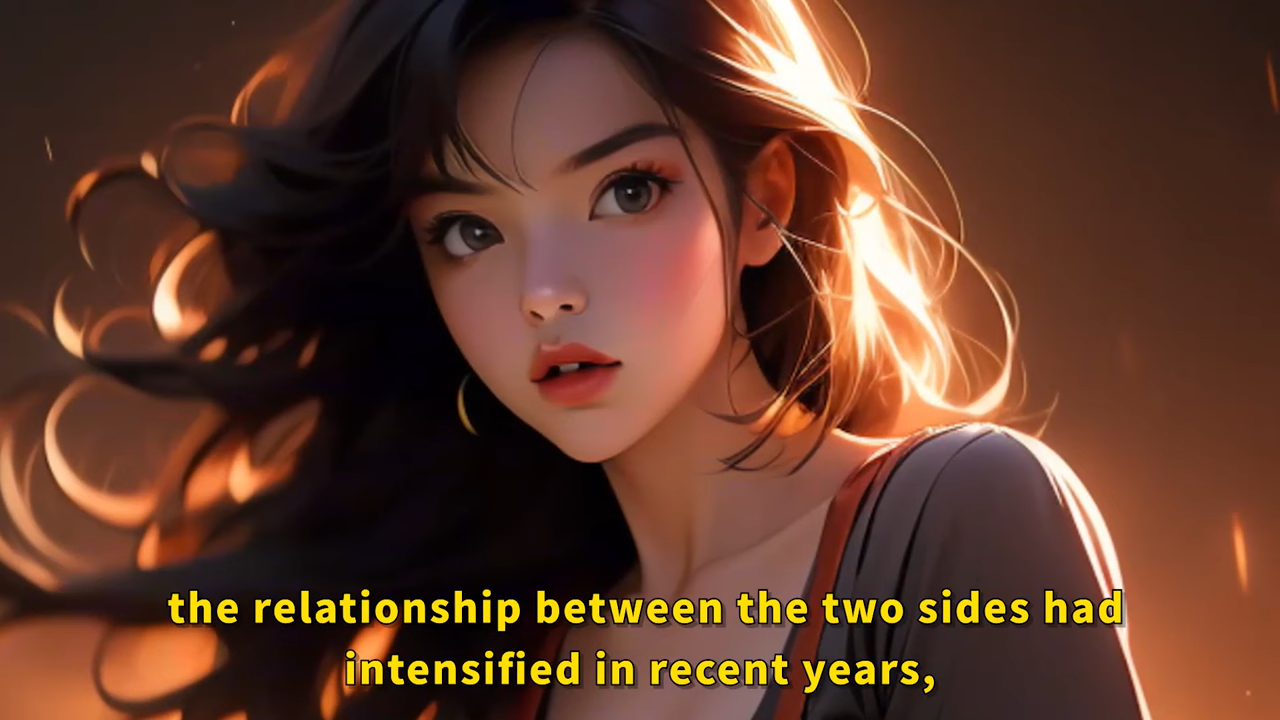 the relationship between the two sides had
intensified in recent years,